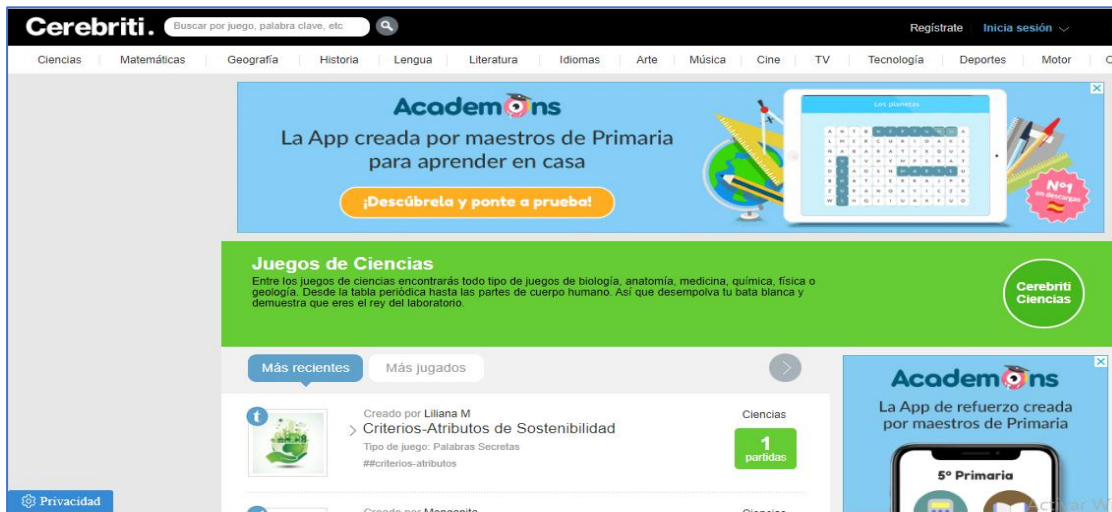 Cerebriti.
Buscar por juego, palabra clave, etc.
Regístrate
Inicia sesión
Ciencias
Matemáticas
Geografía
Historia
Lengua
Literatura
Idiomas
Arte
Música
Cine
TV
Tecnología
Deportes
Motor
Academons
La App creada por maestros de Primaria
para aprender en casa
¡Descúbrela y ponte a prueba!
Los planetas
Nº1
en descargas
Juegos de Ciencias
Entre los juegos de ciencias encontrarás todo tipo de juegos de biología, anatomía, medicina, química, física o
geología. Desde la tabla periódica hasta las partes de cuerpo humano. Así que desempolva tu bata blanca y
demuestra que eres el rey del laboratorio.
Cerebriti
Ciencias
Más recientes
Más jugados
t
Creado por Liliana M
Criterios-Atributos de Sostenibilidad
Tipo de juego: Palabras Secretas
##criterios-atributos
Ciencias
1
partidas
Academons
La App de refuerzo creada
por maestros de Primaria
5º Primaria
Privacidad
Creado por
Ciencias
Activar